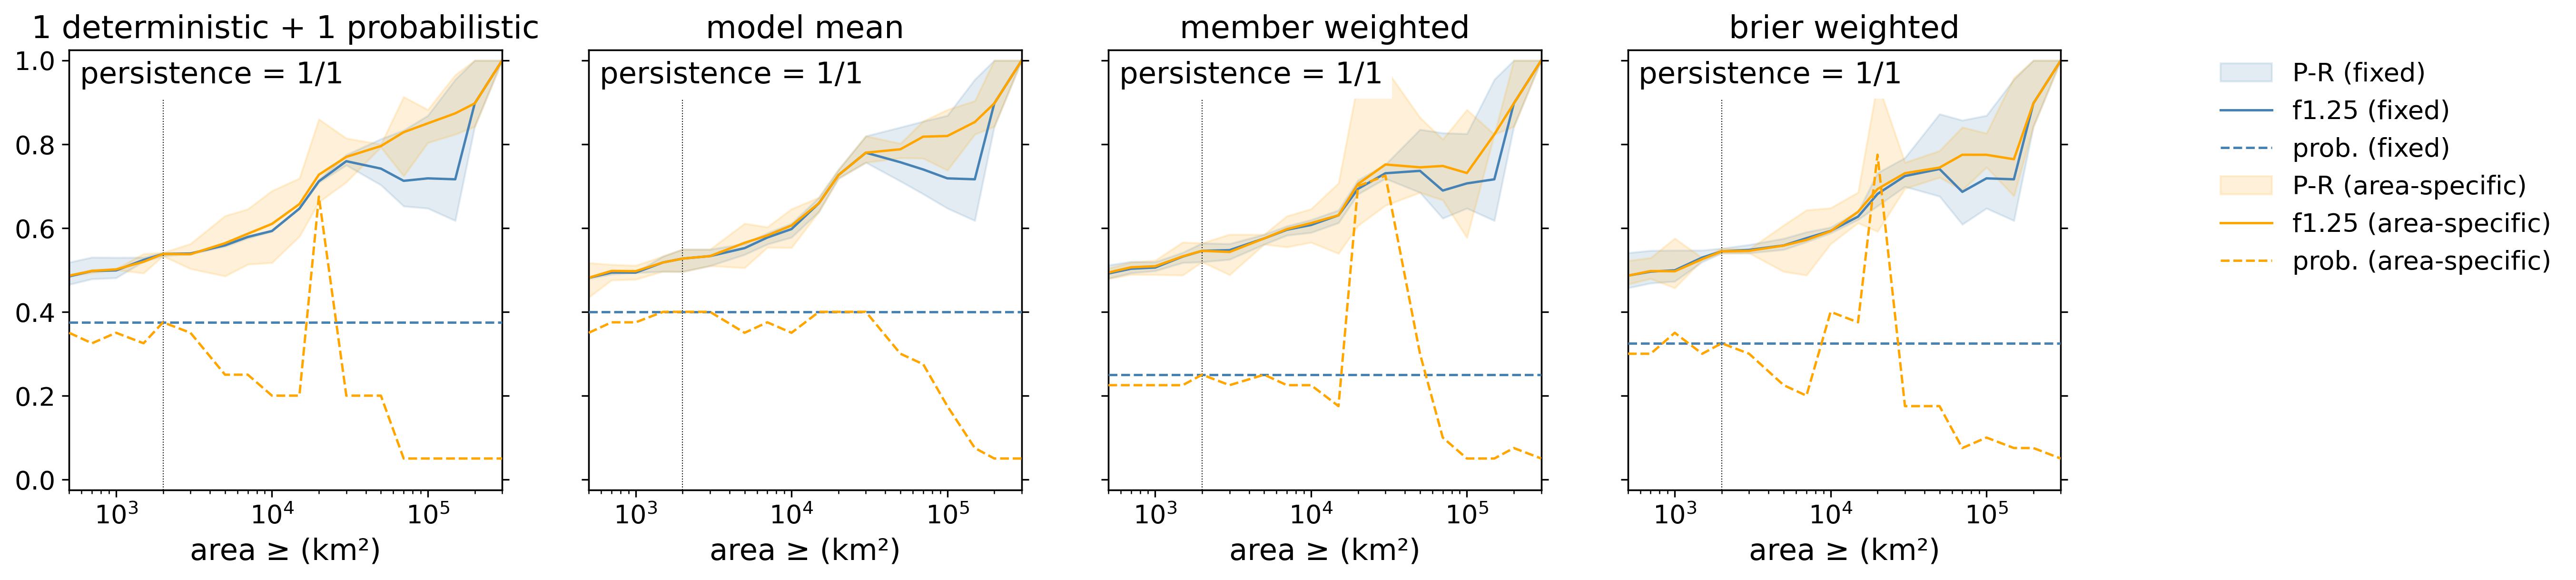 1 deterministic + 1 probabilistic
model mean
member weighted
brier weighted
persistence = 1/1
persistence = 1/1
persistence = 1/1
persistence = 1/1
1.0
0.8
0.6
0.4
0.2
0.0
10³
10⁴
10⁵
10³
10⁴
10⁵
10³
10⁴
10⁵
10³
10⁴
10⁵
area ≥ (km²)
area ≥ (km²)
area ≥ (km²)
area ≥ (km²)
P-R (fixed)
f1.25 (fixed)
prob. (fixed)
P-R (area-specific)
f1.25 (area-specific)
prob. (area-specific)